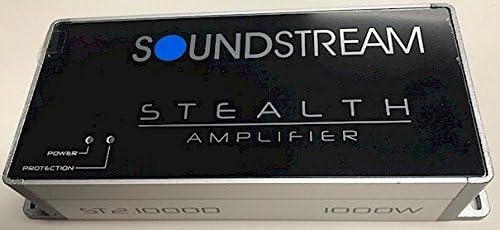 SOUNDSTREAM
STEALTH
AMPLIFIER
POWER
PROTECTION
ST2.1000D 1000W